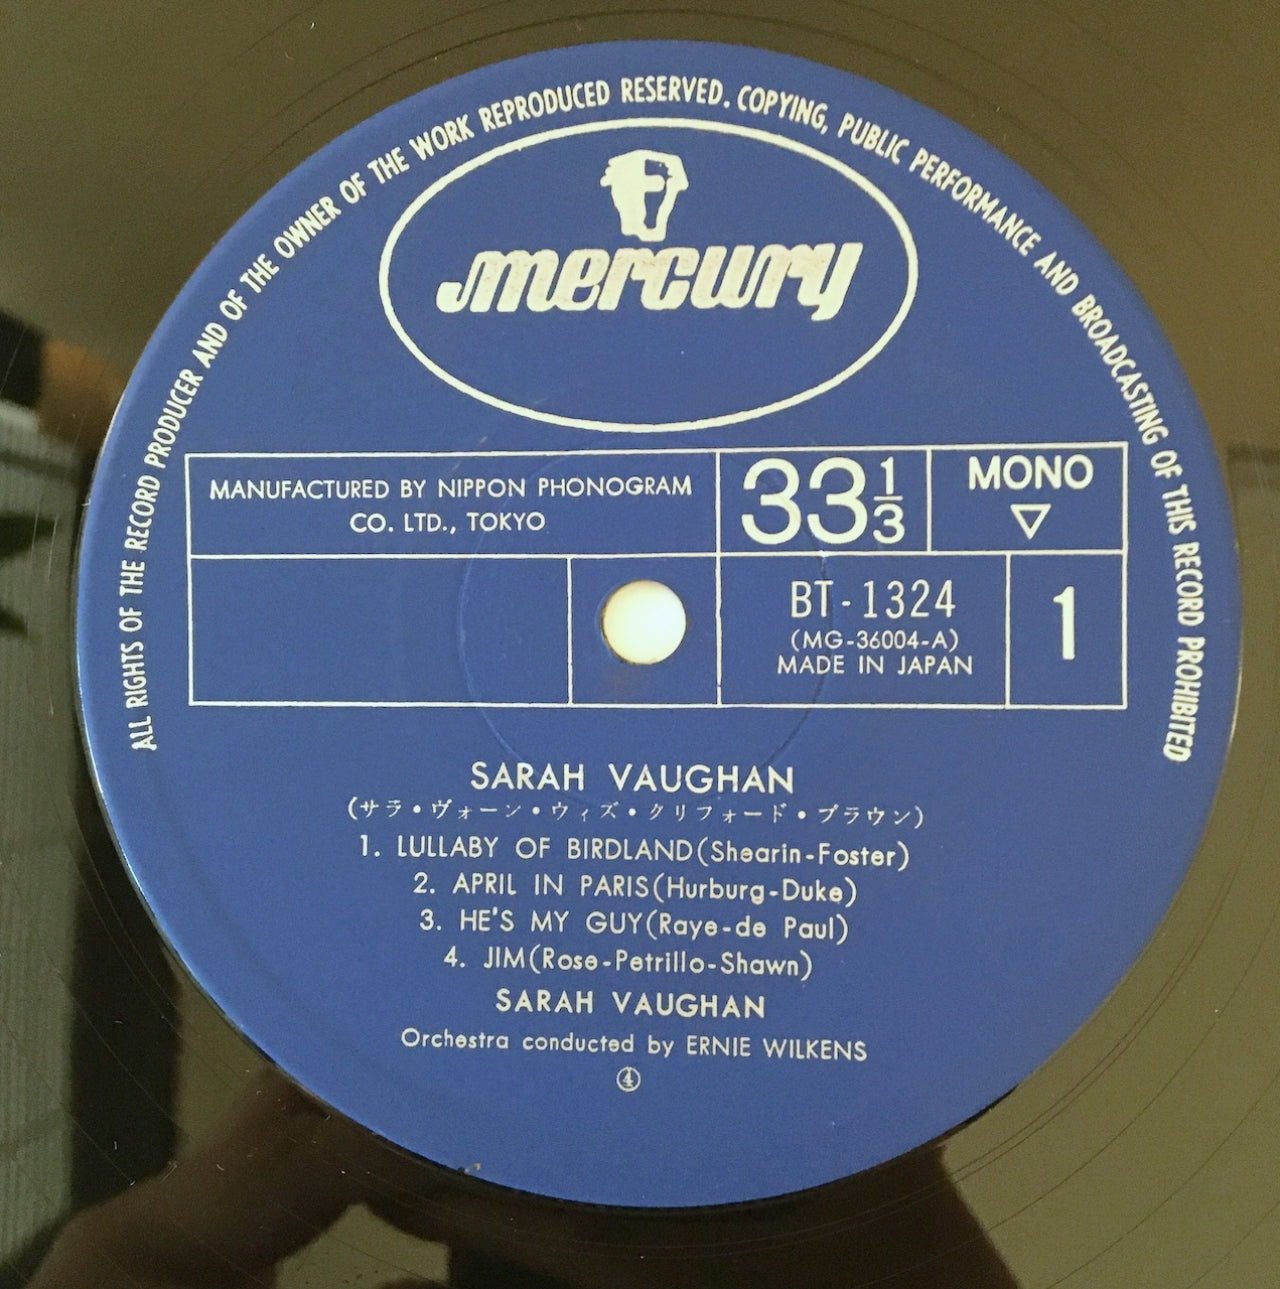 ALL RIGHTS OF THE RECORD PRODUCER AND OF THE OWNER OF THE WORK REPRODUCED RESERVED. COPYING, PUBLIC PERFORMANCE AND BROADCASTING OF THIS RECORD PROHIBITED
mercury
MANUFACTURED BY NIPPON PHONOGRAM
CO. LTD., TOKYO
33 1/3
MONO
▽
BT-1324
(MG-36004-A)
MADE IN JAPAN
1
SARAH VAUGHAN
(サラ・ヴォーン・ウィズ・クリフォード・ブラウン)
1. LULLABY OF BIRDLAND(Shearin-Foster)
2. APRIL IN PARIS(Hurburg-Duke)
3. HE'S MY GUY(Raye-de Paul)
4. JIM(Rose-Petrillo-Shawn)
SARAH VAUGHAN
Orchestra conducted by ERNIE WILKENS
④